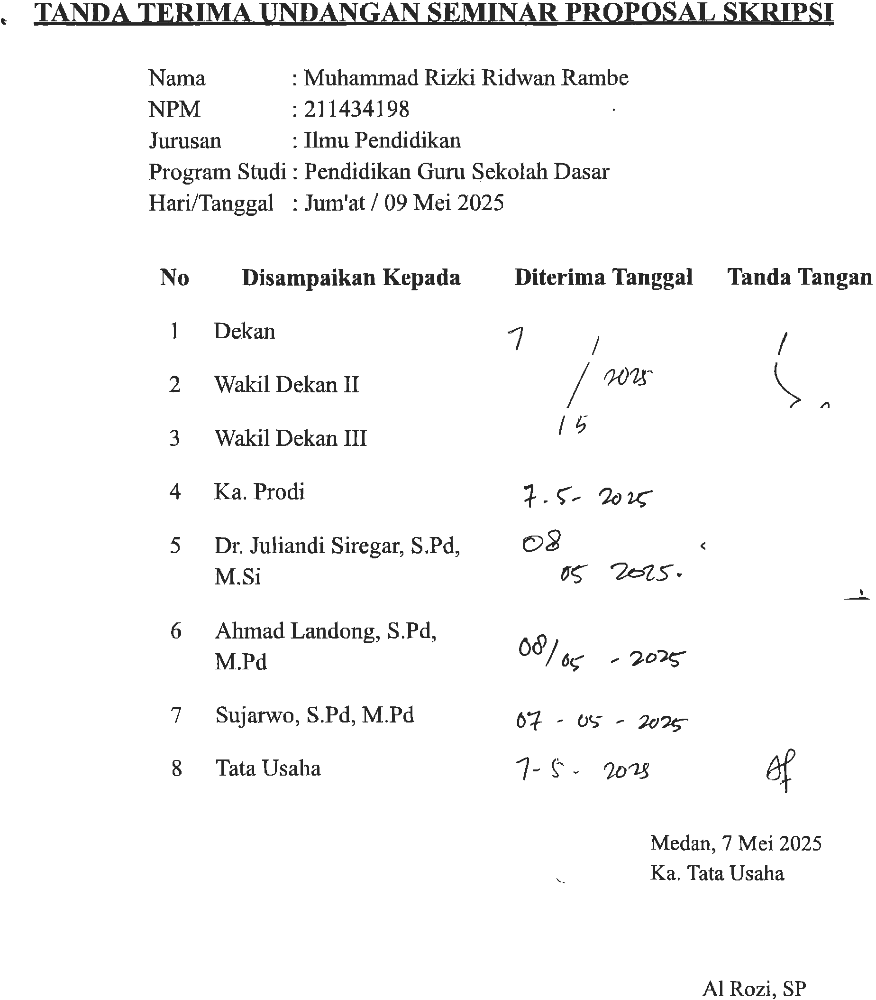 TANDA TERIMA UNDANGAN SEMINAR PROPOSAL SKRIPSI
Nama : Muhammad Rizki Ridwan Rambe
NPM : 211434198
Jurusan : Ilmu Pendidikan
Program Studi : Pendidikan Guru Sekolah Dasar
Hari/Tanggal : Jum'at / 09 Mei 2025
No Disampaikan Kepada Diterima Tanggal Tanda Tangan
1 Dekan 7 /
2 Wakil Dekan II / 2025
3 Wakil Dekan III / 5
4 Ka. Prodi 7.5- 2025
5 Dr. Juliandi Siregar, S.Pd, 08
M.Si 05 2025.
6 Ahmad Landong, S.Pd, 08/
M.Pd 05 - 2025
7 Sujarwo, S.Pd, M.Pd 07 - 05 - 2025
8 Tata Usaha 7-5- 2025
Medan, 7 Mei 2025
Ka. Tata Usaha
Al Rozi, SP